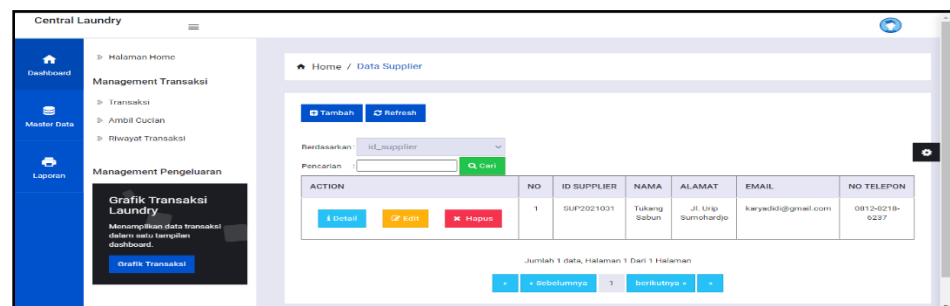 Central Laundry
Dashboard
Master Data
Laporan
Halaman Home
Management Transaksi
Transaksi
Ambil Cucian
Riwayat Transaksi
Management Pengeluaran
Grafik Transaksi
Laundry
Menampilkan data transaksi
dalam satu tampilan
dashboard.
Grafik Transaksi
Home / Data Supplier
Tambah Refresh
Berdasarkan : id_supplier
Pencarian : Cari
ACTION NO ID SUPPLIER NAMA ALAMAT EMAIL NO TELEPON
Detail Edit Hapus 1 SUP2021031 Tukang Sabun Jl. Urip Sumohardjo karyadidi@gmail.com 0812-0218-6237
Jumlah 1 data, Halaman 1 Dari 1 Halaman
« « Sebelumnya 1 berikutnya » »